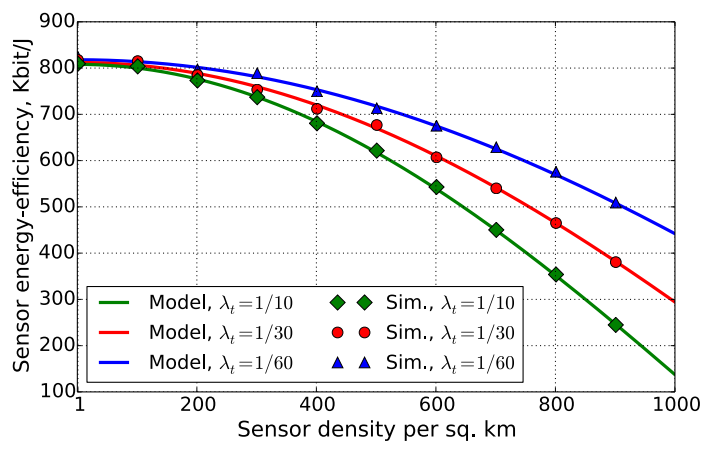 900
800
700
600
500
400
300
200
100
Sensor energy-efficiency, Kbit/J
Model, λₜ=1/10
Model, λₜ=1/30
Model, λₜ=1/60
Sim., λₜ=1/10
Sim., λₜ=1/30
Sim., λₜ=1/60
1 200 400 600 800 1000
Sensor density per sq. km